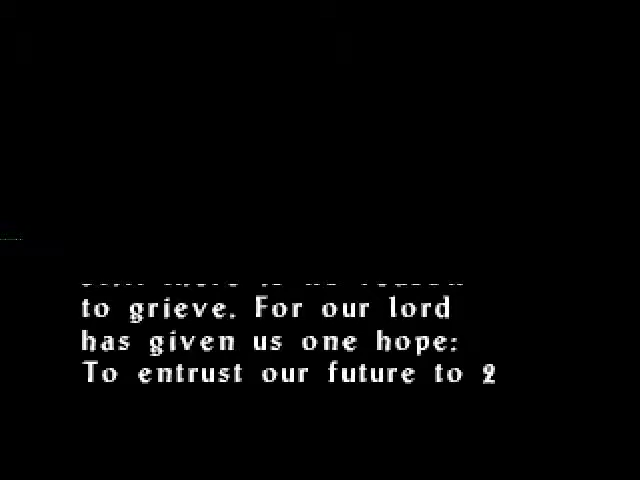 to grieve. For our lord
has given us one hope:
To entrust our future to 2